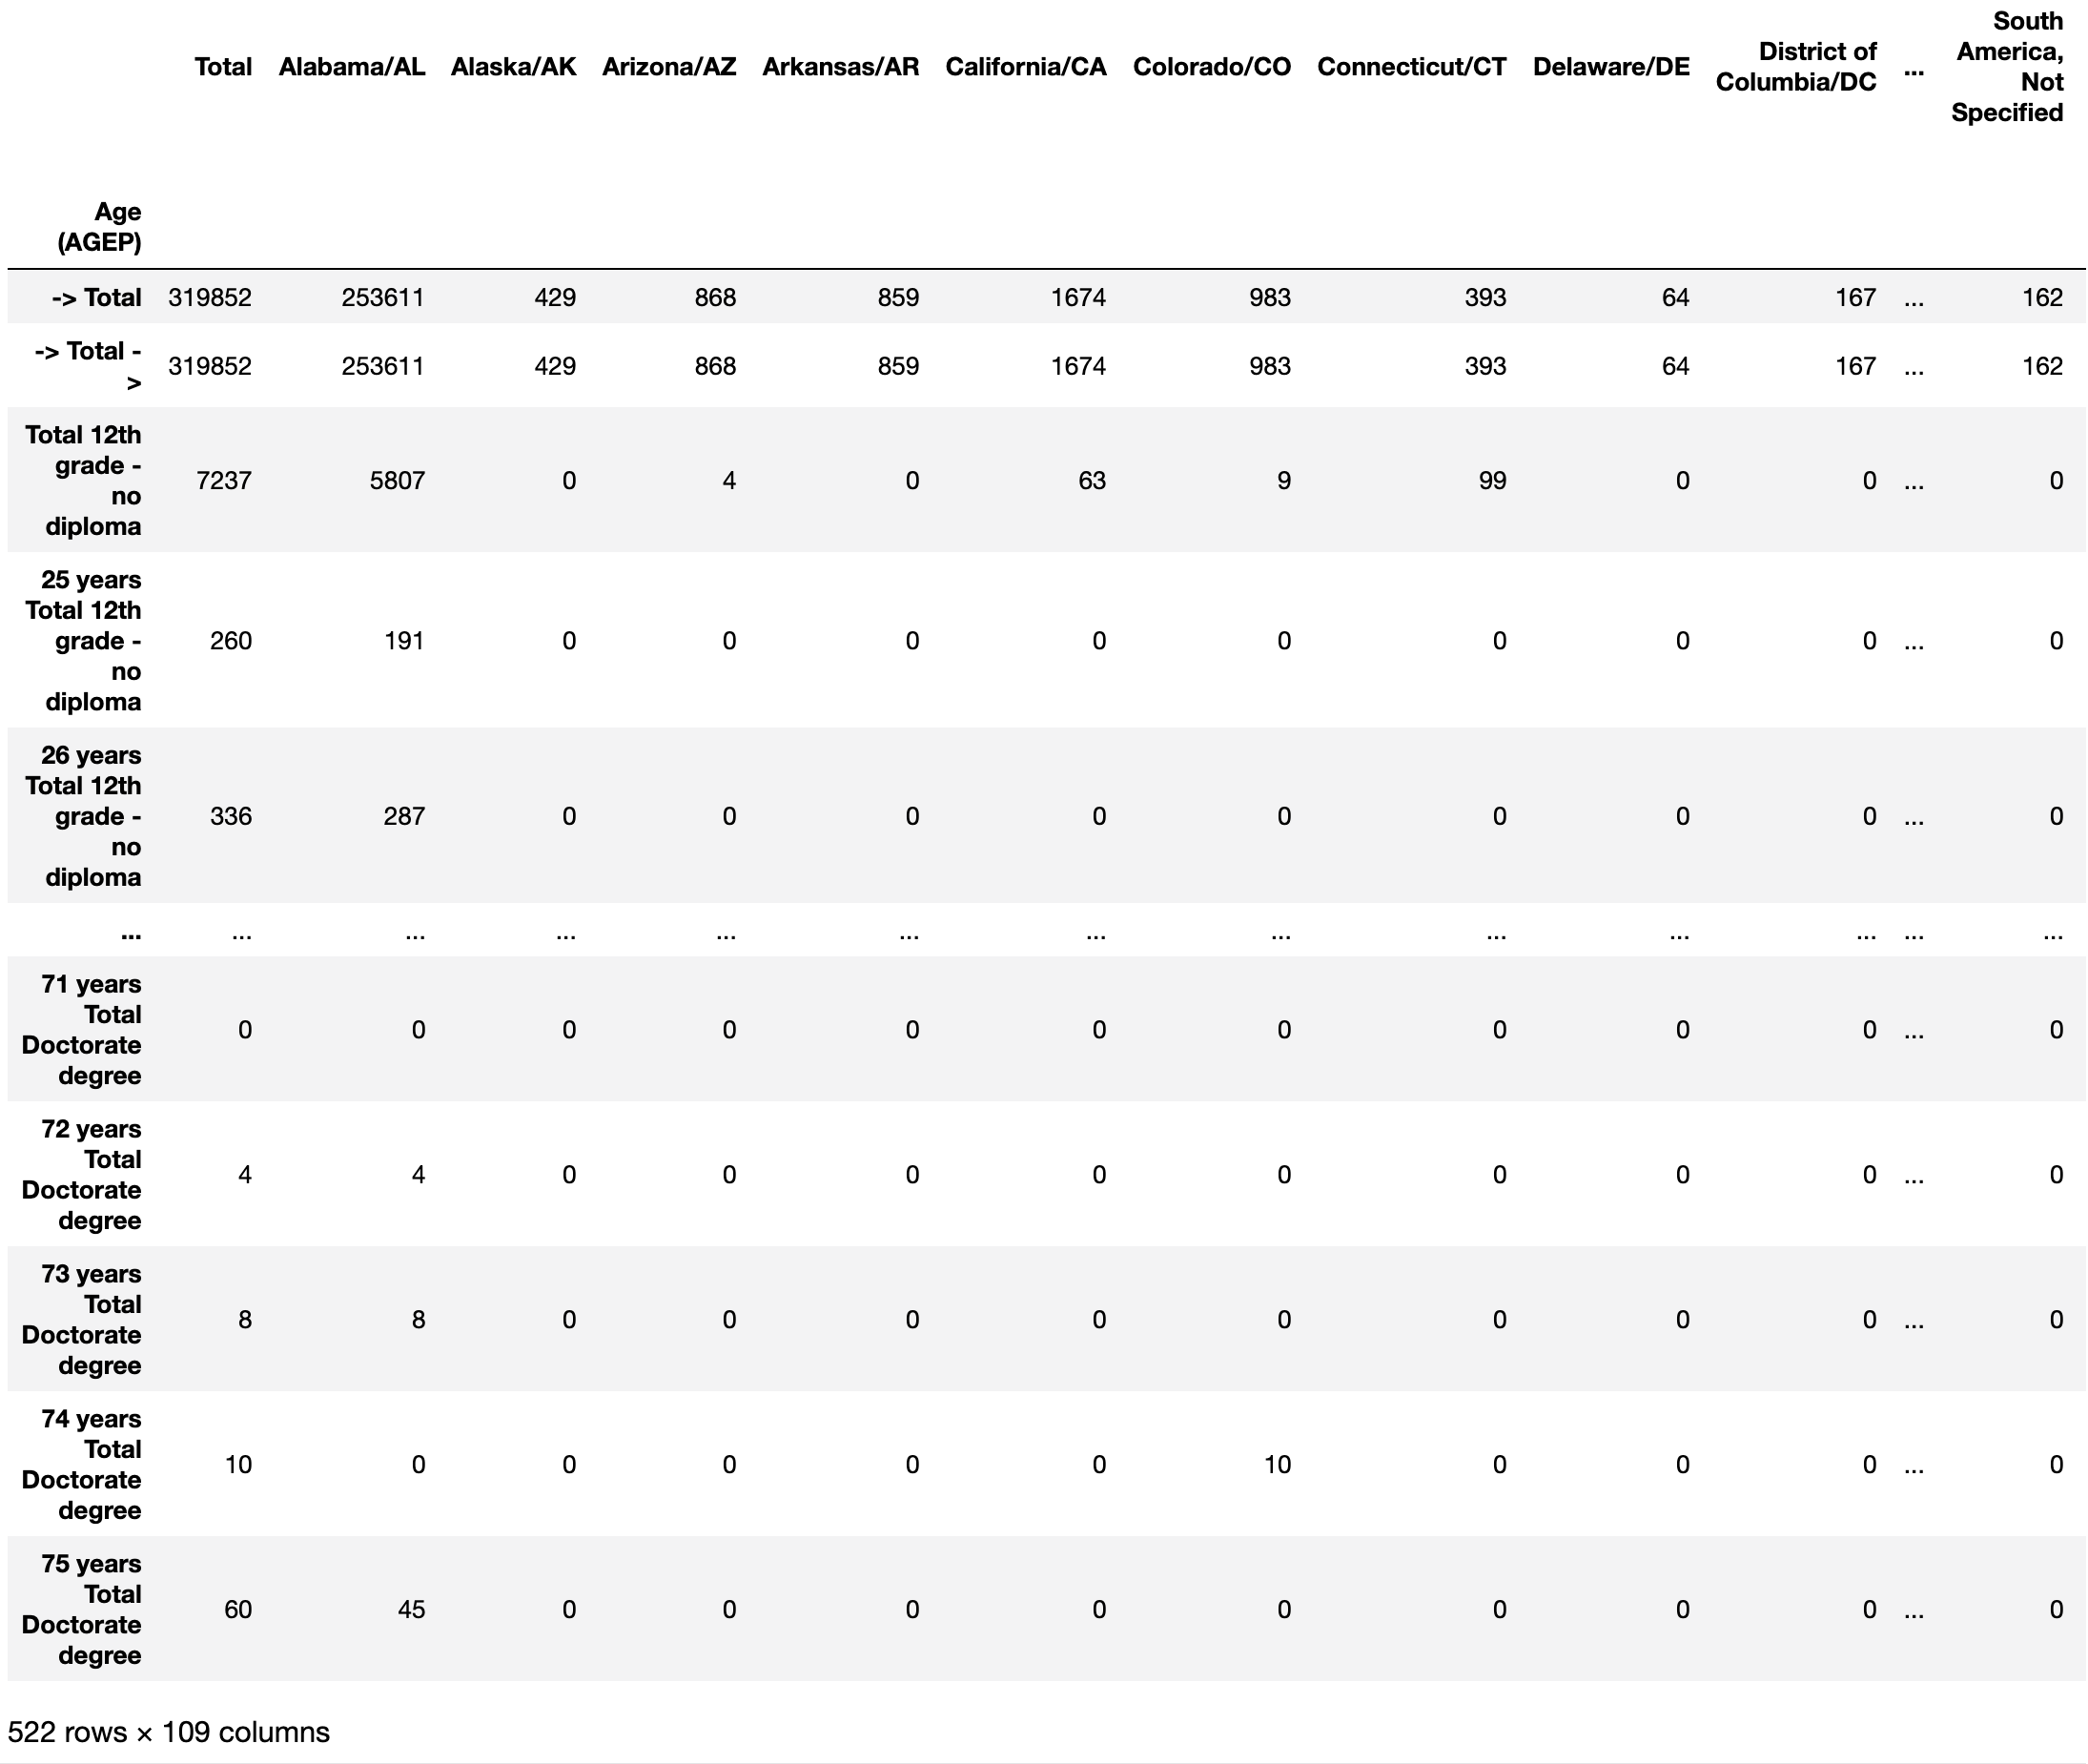 Total Alabama/AL Alaska/AK Arizona/AZ Arkansas/AR California/CA Colorado/CO Connecticut/CT Delaware/DE District of Columbia/DC ... South America, Not Specified
Age
(AGEP)
-> Total 319852 253611 429 868 859 1674 983 393 64 167 ... 162
-> Total -> 319852 253611 429 868 859 1674 983 393 64 167 ... 162
Total 12th grade - no diploma 7237 5807 0 4 0 63 9 99 0 0 ... 0
25 years Total 12th grade - no diploma 260 191 0 0 0 0 0 0 0 0 ... 0
26 years Total 12th grade - no diploma 336 287 0 0 0 0 0 0 0 0 ... 0
... ... ... ... ... ... ... ... ... ... ... ... ...
71 years Total Doctorate degree 0 0 0 0 0 0 0 0 0 0 ... 0
72 years Total Doctorate degree 4 4 0 0 0 0 0 0 0 0 ... 0
73 years Total Doctorate degree 8 8 0 0 0 0 0 0 0 0 ... 0
74 years Total Doctorate degree 10 0 0 0 0 0 10 0 0 0 ... 0
75 years Total Doctorate degree 60 45 0 0 0 0 0 0 0 0 ... 0
522 rows × 109 columns